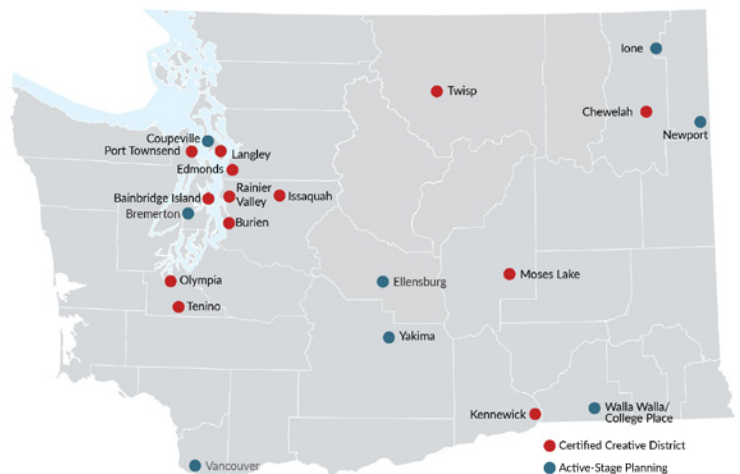 Ione
Twisp
Chewelah
Newport
Coupeville
Port Townsend
Langley
Edmonds
Bainbridge Island
Rainier
Valley
Issaquah
Bremerton
Burien
Olympia
Ellensburg
Moses Lake
Tenino
Yakima
Kennewick
Walla Walla/
College Place
Certified Creative District
Vancouver
Active-Stage Planning